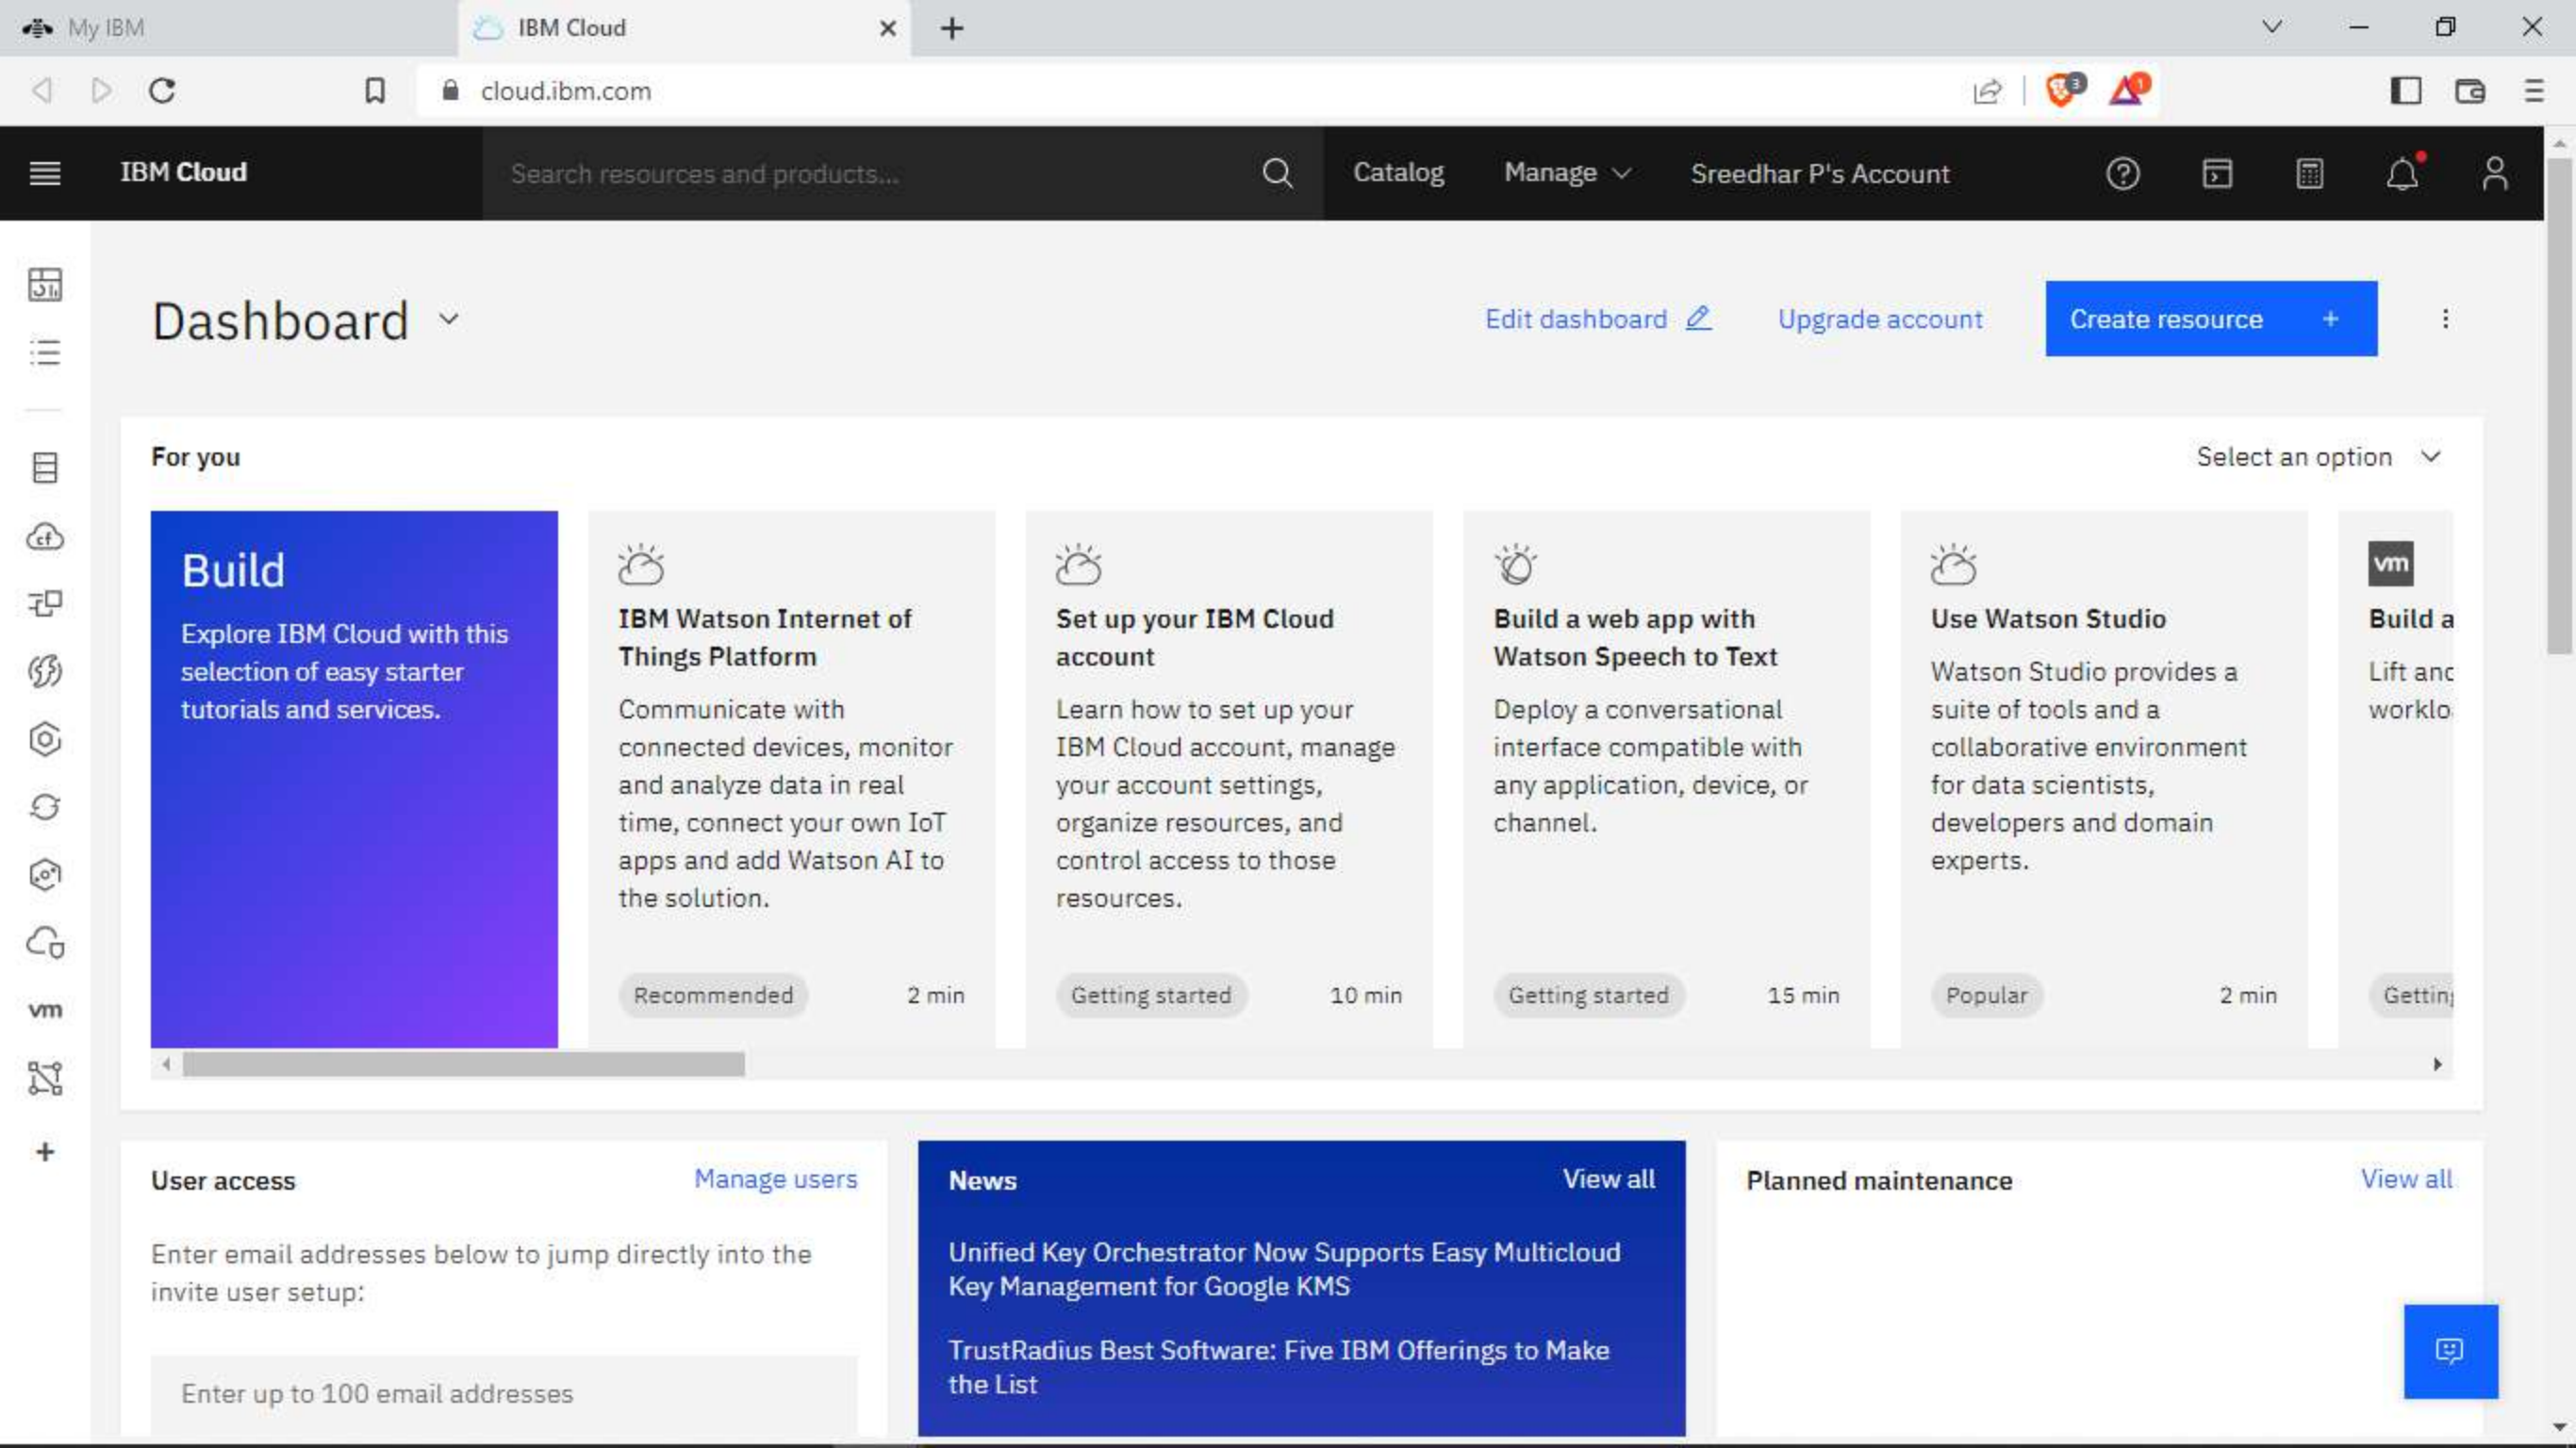 My IBM
IBM Cloud
cloud.ibm.com
3
1
IBM Cloud
Search resources and products...
Catalog
Manage
Sreedhar P's Account
Dashboard
Edit dashboard
Upgrade account
Create resource +
For you
Select an option
Build
Explore IBM Cloud with this
selection of easy starter
tutorials and services.
IBM Watson Internet of
Things Platform
Communicate with
connected devices, monitor
and analyze data in real
time, connect your own IoT
apps and add Watson AI to
the solution.
Recommended
2 min
Set up your IBM Cloud
account
Learn how to set up your
IBM Cloud account, manage
your account settings,
organize resources, and
control access to those
resources.
Getting started
10 min
Build a web app with
Watson Speech to Text
Deploy a conversational
interface compatible with
any application, device, or
channel.
Getting started
15 min
Use Watson Studio
Watson Studio provides a
suite of tools and a
collaborative environment
for data scientists,
developers and domain
experts.
Popular
2 min
vm
Build a
Lift and
worklo
Getting
cf
vm
User access
Manage users
Enter email addresses below to jump directly into the
invite user setup:
Enter up to 100 email addresses
News
View all
Unified Key Orchestrator Now Supports Easy Multicloud
Key Management for Google KMS
TrustRadius Best Software: Five IBM Offerings to Make
the List
Planned maintenance
View all